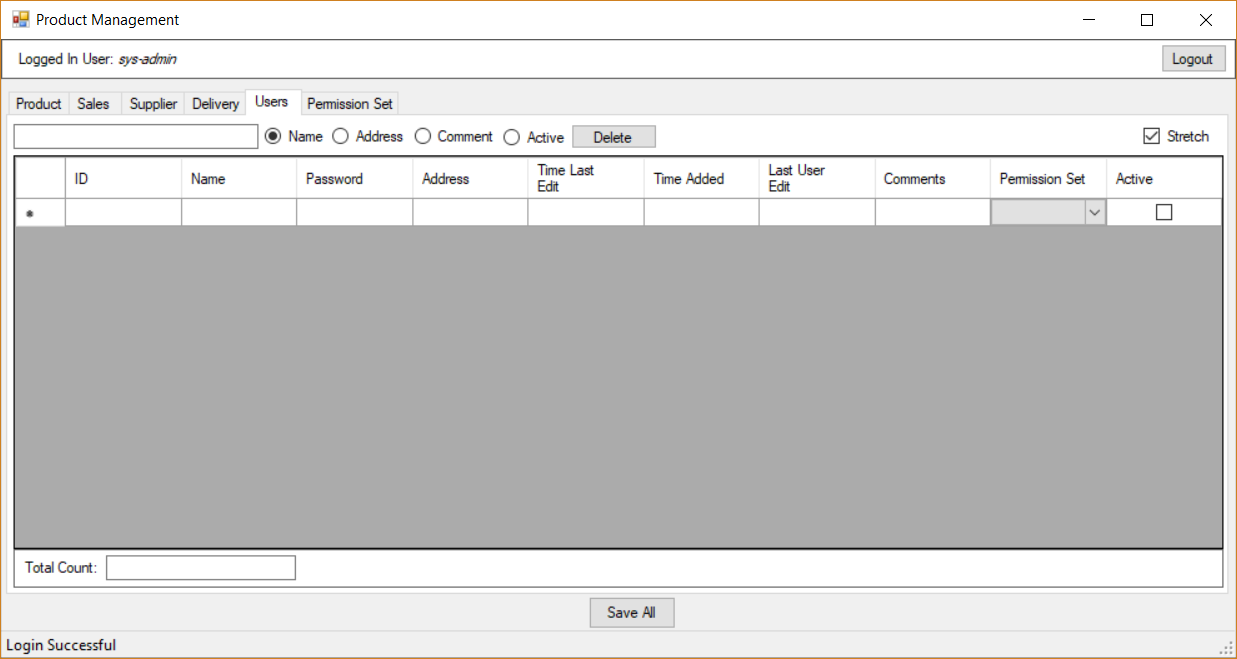 Product Management
Logged In User: sys-admin Logout
Product Sales Supplier Delivery Users Permission Set
Name Address Comment Active Delete Stretch
ID Name Password Address Time Last Edit Time Added Last User Edit Comments Permission Set Active
Total Count:
Save All
Login Successful